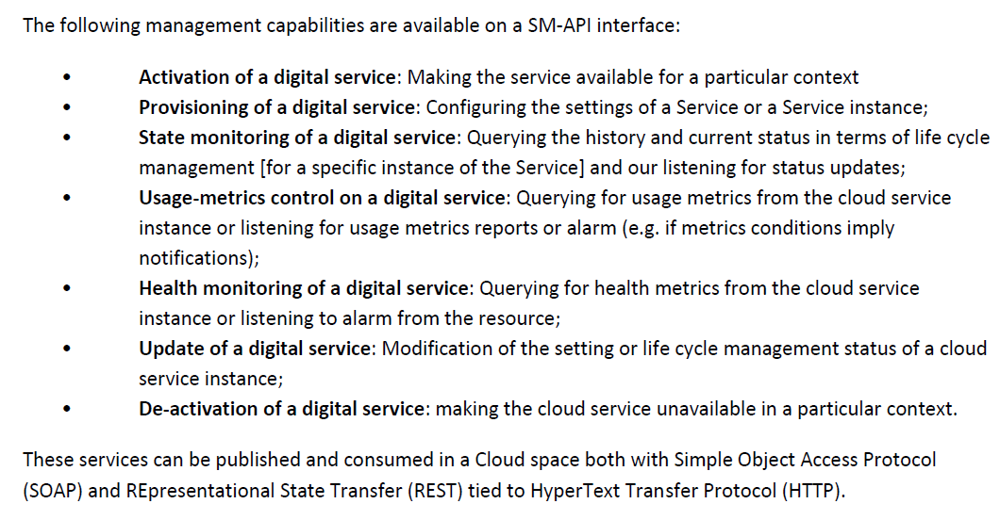 The following management capabilities are available on a SM-API interface:
• Activation of a digital service: Making the service available for a particular context
• Provisioning of a digital service: Configuring the settings of a Service or a Service instance;
• State monitoring of a digital service: Querying the history and current status in terms of life cycle
management [for a specific instance of the Service] and our listening for status updates;
• Usage-metrics control on a digital service: Querying for usage metrics from the cloud service
instance or listening for usage metrics reports or alarm (e.g. if metrics conditions imply
notifications);
• Health monitoring of a digital service: Querying for health metrics from the cloud service
instance or listening to alarm from the resource;
• Update of a digital service: Modification of the setting or life cycle management status of a cloud
service instance;
• De-activation of a digital service: making the cloud service unavailable in a particular context.
These services can be published and consumed in a Cloud space both with Simple Object Access Protocol
(SOAP) and REpresentational State Transfer (REST) tied to HyperText Transfer Protocol (HTTP).